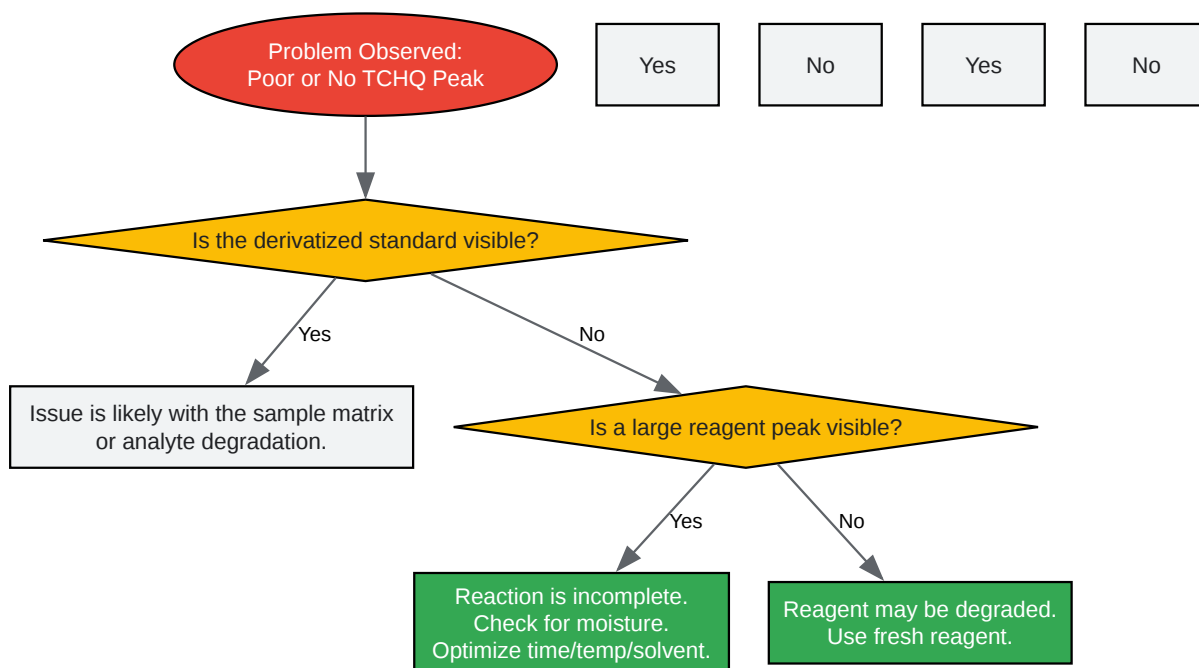 Problem Observed:
Poor or No TCHQ Peak
Yes
No
Yes
No
Is the derivatized standard visible?
Yes
No
Issue is likely with the sample matrix
or analyte degradation.
Is a large reagent peak visible?
Yes
No
Reaction is incomplete.
Check for moisture.
Optimize time/temp/solvent.
Reagent may be degraded.
Use fresh reagent.